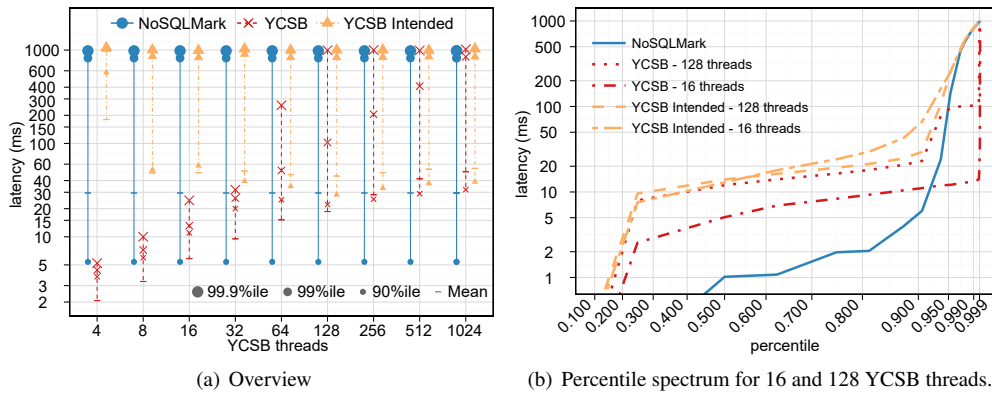 NoSQLMark YCSB YCSB Intended
latency (ms)
1000
600
400
300
200
150
100
60
40
30
20
15
10
5
3
2
99.9%ile 99%ile 90%ile Mean
4 8 16 32 64 128 256 512 1024
YCSB threads
(a) Overview
latency (ms)
1000
500
200
100
50
20
10
5
2
1
NoSQLMark
YCSB - 128 threads
YCSB - 16 threads
YCSB Intended - 128 threads
YCSB Intended - 16 threads
0.100 0.200 0.300 0.400 0.500 0.600 0.700 0.800 0.900 0.950 0.990 0.999
percentile
(b) Percentile spectrum for 16 and 128 YCSB threads.